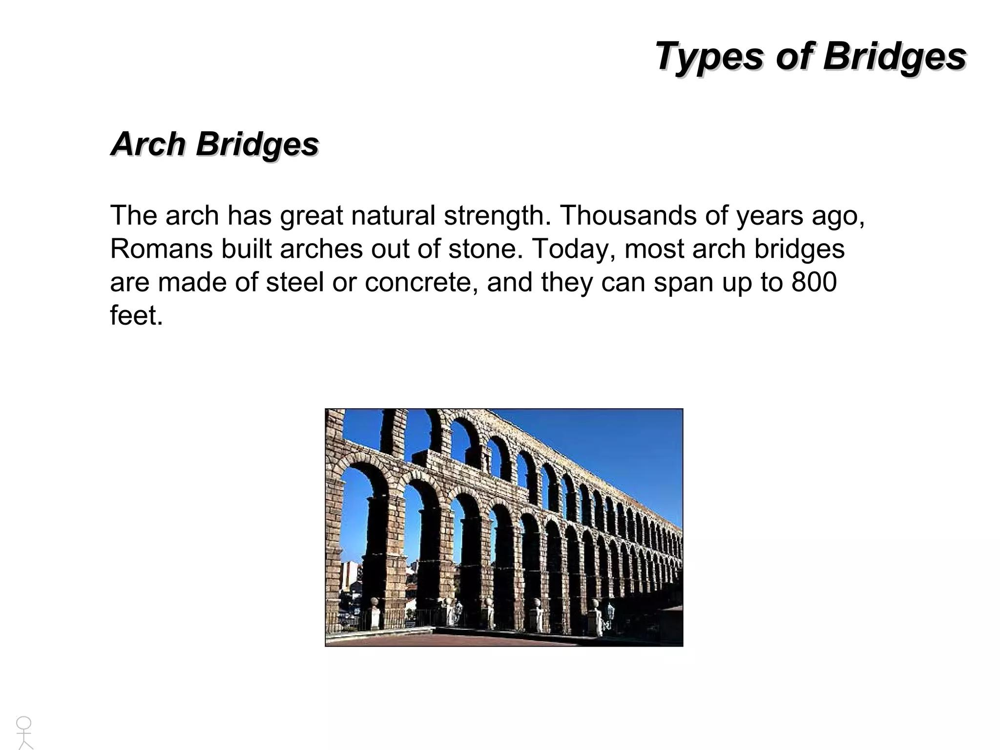 Types of Bridges
Arch Bridges
The arch has great natural strength. Thousands of years ago,
Romans built arches out of stone. Today, most arch bridges
are made of steel or concrete, and they can span up to 800
feet.